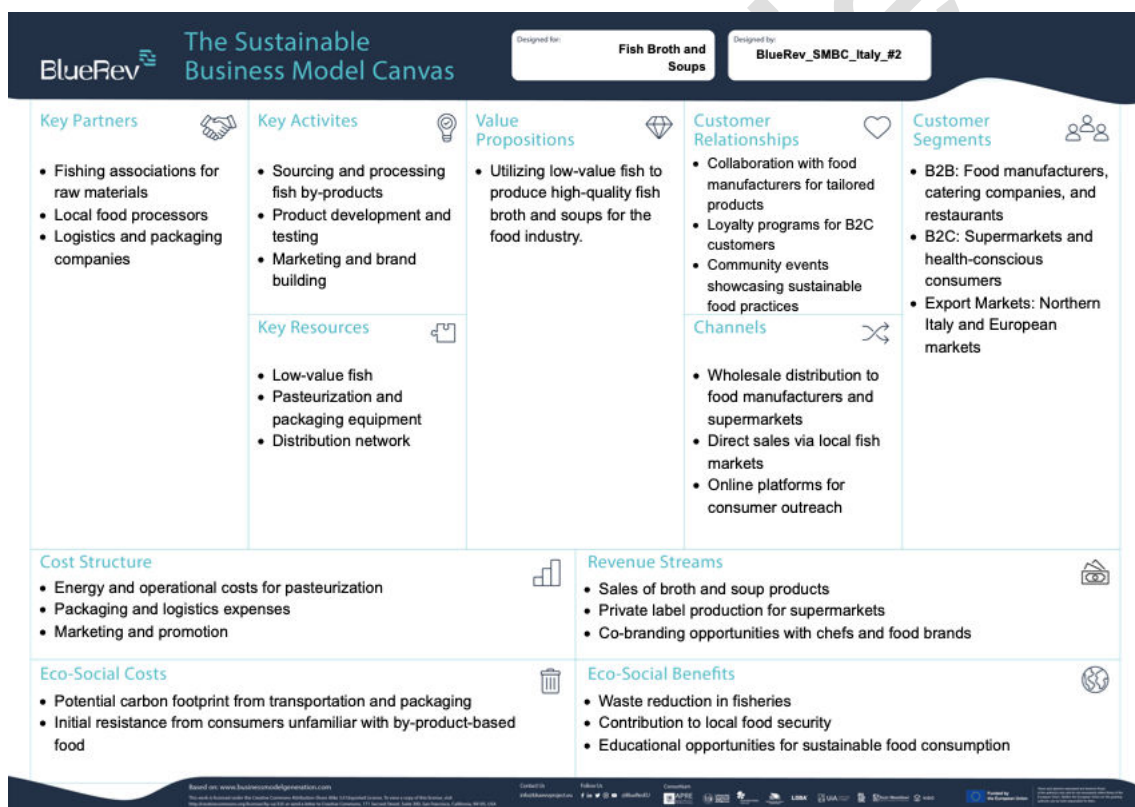 BlueRev
The Sustainable
Business Model Canvas
Designed for:
Fish Broth and
Soups
Designed by:
BlueRev_SMBC_Italy_#2
Key Partners
• Fishing associations for
raw materials
• Local food processors
• Logistics and packaging
companies
Key Activites
• Sourcing and processing
fish by-products
• Product development and
testing
• Marketing and brand
building
Key Resources
• Low-value fish
• Pasteurization and
packaging equipment
• Distribution network
Value
Propositions
• Utilizing low-value fish to
produce high-quality fish
broth and soups for the
food industry.
Customer
Relationships
• Collaboration with food
manufacturers for tailored
products
• Loyalty programs for B2C
customers
• Community events
showcasing sustainable
food practices
Channels
• Wholesale distribution to
food manufacturers and
supermarkets
• Direct sales via local fish
markets
• Online platforms for
consumer outreach
Customer
Segments
• B2B: Food manufacturers,
catering companies, and
restaurants
• B2C: Supermarkets and
health-conscious
consumers
• Export Markets: Northern
Italy and European
markets
Cost Structure
• Energy and operational costs for pasteurization
• Packaging and logistics expenses
• Marketing and promotion
Revenue Streams
• Sales of broth and soup products
• Private label production for supermarkets
• Co-branding opportunities with chefs and food brands
Eco-Social Costs
• Potential carbon footprint from transportation and packaging
• Initial resistance from consumers unfamiliar with by-product-based
food
Eco-Social Benefits
• Waste reduction in fisheries
• Contribution to local food security
• Educational opportunities for sustainable food consumption
Based on: www.businessmodelgeneration.com
Contact Us
Follow Us
Consortium
APRE
Funded by
the European Union